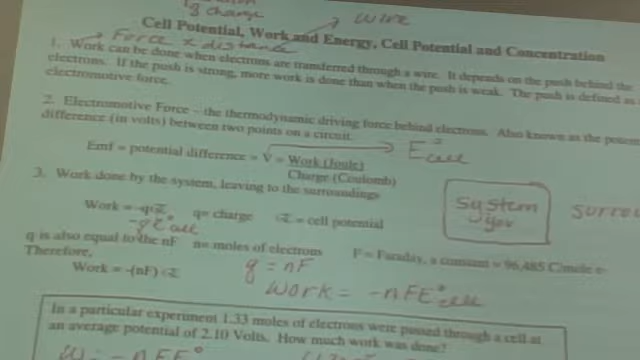 charge
wire
Cell Potential, Work and Energy, Cell Potential and Concentration
Force x distance
1. Work can be done when electrons are transferred through a wire. It depends on the push behind the
electrons. If the push is strong, more work is done than when the push is weak. The push is defined as
electromotive force.
2. Electromotive Force – the thermodynamic driving force behind electrons. Also known as the
difference (in volts) between two points on a circuit.
Emf = potential difference = V = Work (Joule) E°cell
Charge (Coulomb)
3. Work done by the system, leaving to the surroundings
System
you
Work = -q q= charge = cell potential
-qE°cell
q is also equal to the nF n= moles of electrons F = Faraday, a constant = 96,485 C/mole e-
Therefore, q = nF
Work = -(nF)
Work = -nFE°cell
In a particular experiment 1.33 moles of electrons were passed through a cell at
an average potential of 2.10 Volts. How much work was done?
W = -nFE°